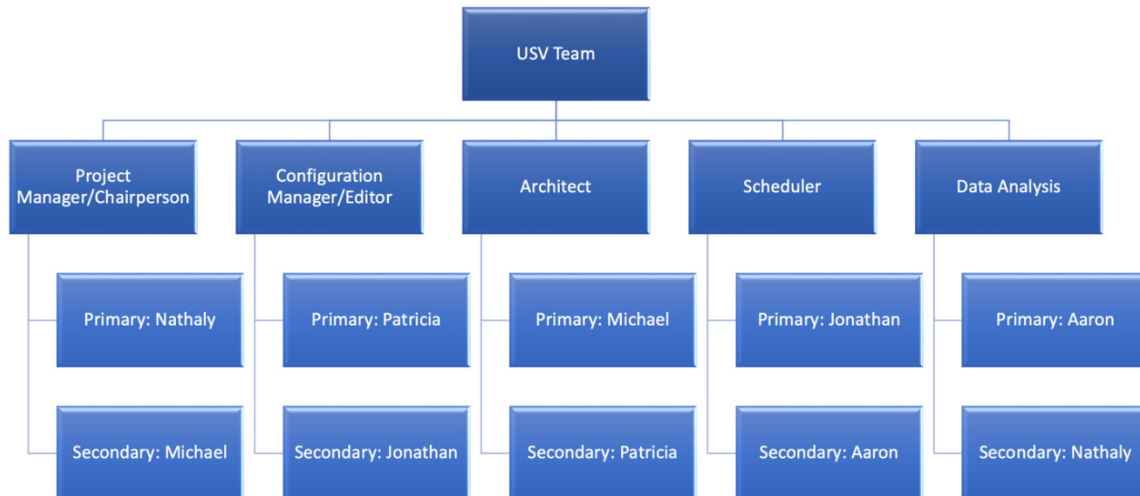 USV Team
Project
Manager/Chairperson
Configuration
Manager/Editor
Architect
Scheduler
Data Analysis
Primary: Nathaly
Primary: Patricia
Primary: Michael
Primary: Jonathan
Primary: Aaron
Secondary: Michael
Secondary: Jonathan
Secondary: Patricia
Secondary: Aaron
Secondary: Nathaly